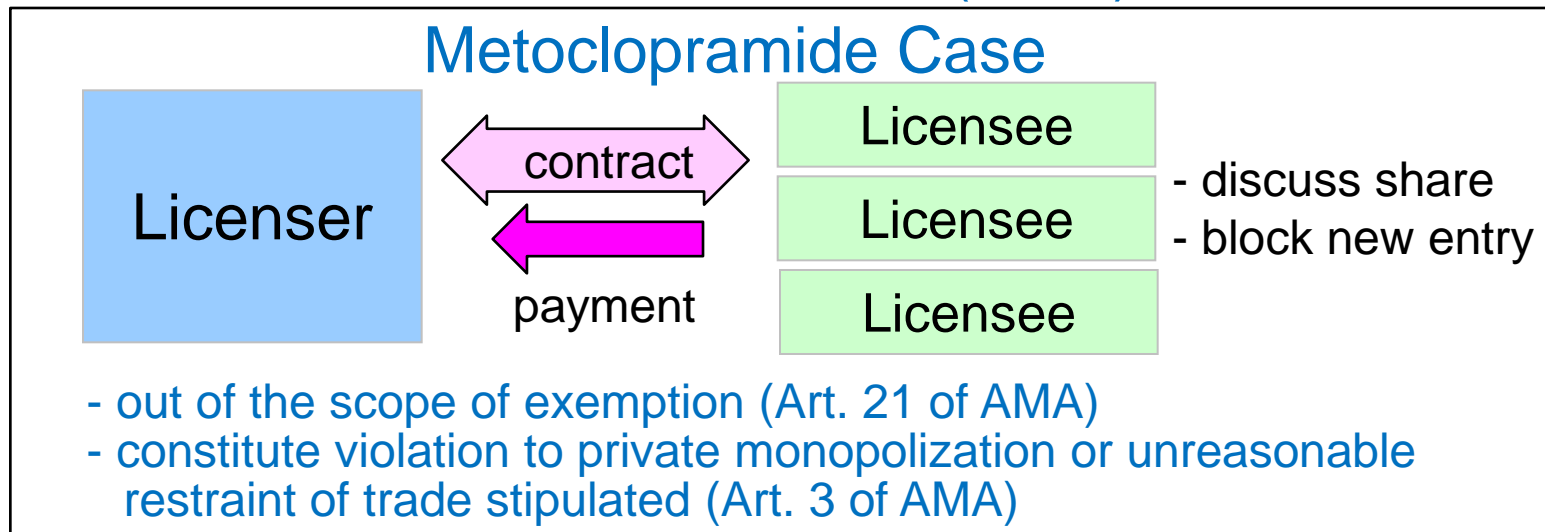 Metoclopramide Case
Licenser
contract
payment
Licensee
Licensee
Licensee
- discuss share
- block new entry
- out of the scope of exemption (Art. 21 of AMA)
- constitute violation to private monopolization or unreasonable
restraint of trade stipulated (Art. 3 of AMA)